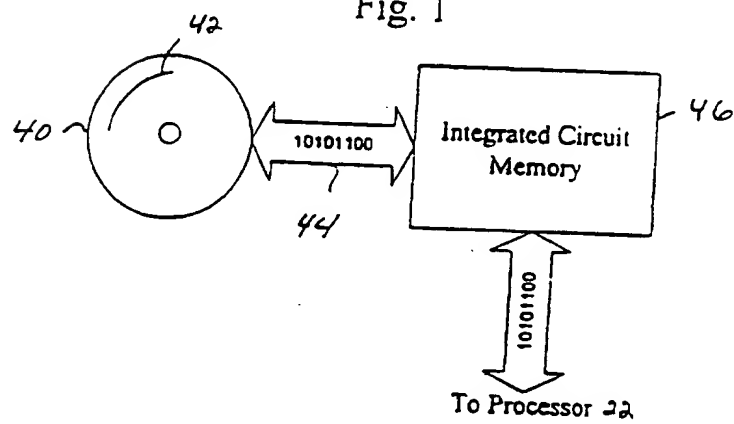 Fig. 1
42
40
10101100
44
Integrated Circuit
Memory
46
10101100
To Processor 22